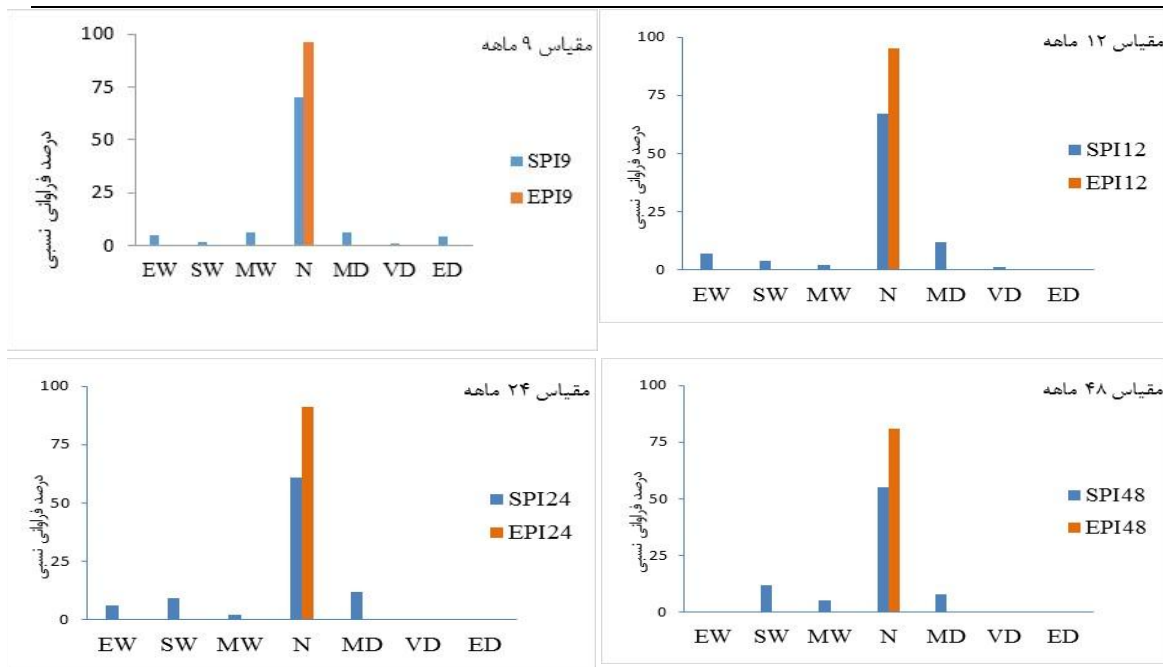 مقیاس ۹ ماهه
درصد فراوانی نسبی
100
75
50
25
0
EW SW MW N MD VD ED
SPI9
EPI9
مقیاس ۱۲ ماهه
درصد فراوانی نسبی
100
75
50
25
0
EW SW MW N MD VD ED
SPI12
EPI12
مقیاس ۲۴ ماهه
درصد فراوانی نسبی
100
75
50
25
0
EW SW MW N MD VD ED
SPI24
EPI24
مقیاس ۴۸ ماهه
درصد فراوانی نسبی
100
75
50
25
0
EW SW MW N MD VD ED
SPI48
EPI48